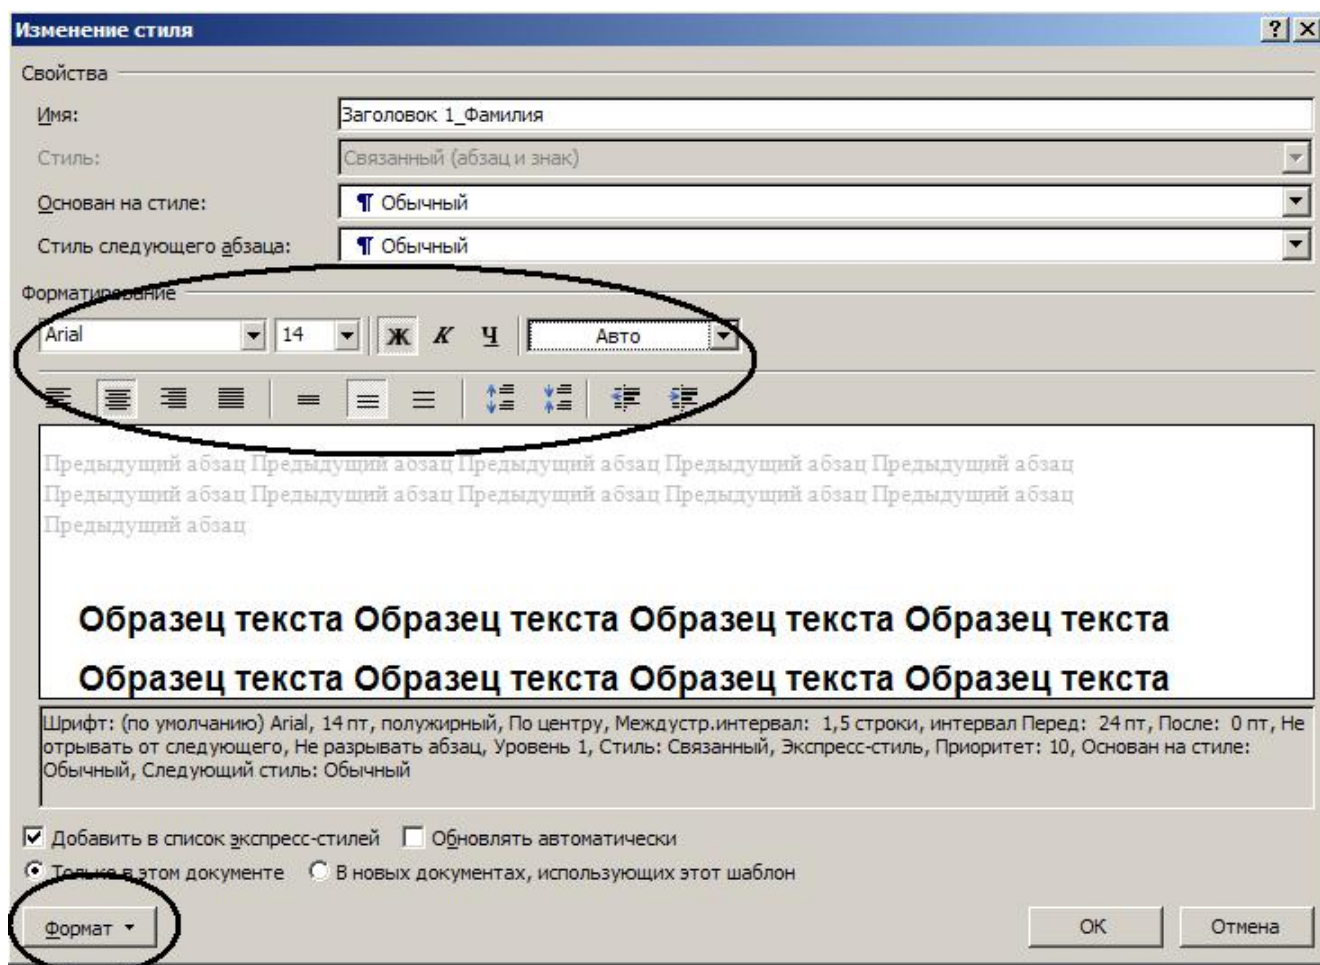 Изменение стиля
Свойства
Имя: Заголовок 1_Фамилия
Стиль: Связанный (абзац и знак)
Основан на стиле: ¶ Обычный
Стиль следующего абзаца: ¶ Обычный
Форматирование
Arial 14 Ж К Ч Авто
Предыдущий абзац Предыдущий абзац Предыдущий абзац Предыдущий абзац Предыдущий абзац
Предыдущий абзац Предыдущий абзац Предыдущий абзац Предыдущий абзац Предыдущий абзац
Предыдущий абзац
Образец текста Образец текста Образец текста Образец текста
Образец текста Образец текста Образец текста Образец текста
Шрифт: (по умолчанию) Arial, 14 пт, полужирный, По центру, Междустр.интервал: 1,5 строки, интервал Перед: 24 пт, После: 0 пт, Не
отрывать от следующего, Не разрывать абзац, Уровень 1, Стиль: Связанный, Экспресс-стиль, Приоритет: 10, Основан на стиле:
Обычный, Следующий стиль: Обычный
Добавить в список экспресс-стилей Обновлять автоматически
Только в этом документе В новых документах, использующих этот шаблон
Формат OK Отмена